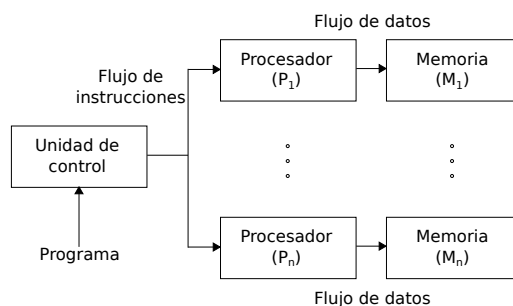 Flujo de datos
Flujo de
instrucciones
Procesador
(P1)
Memoria
(M1)
Unidad de
control
Programa
Procesador
(Pn)
Memoria
(Mn)
Flujo de datos